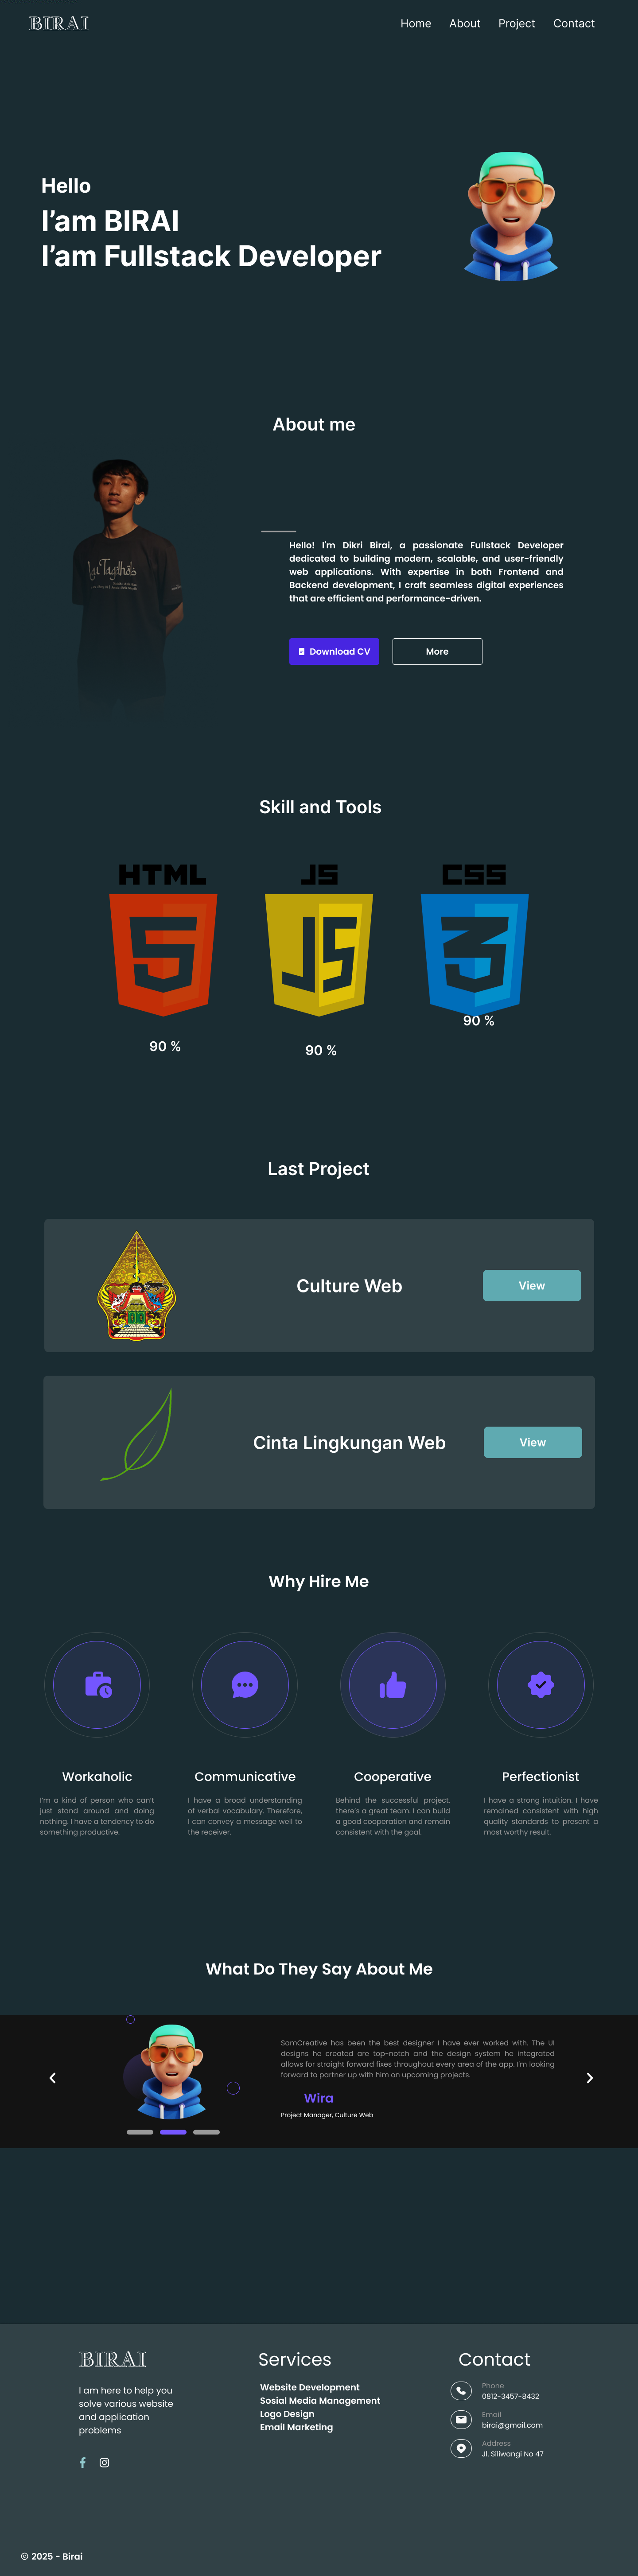 BIRAI
Home About Project Contact
Hello
I’am BIRAI
I’am Fullstack Developer
About me
Hello! I'm Dikri Birai, a passionate Fullstack Developer
dedicated to building modern, scalable, and user-friendly
web applications. With expertise in both Frontend and
Backend development, I craft seamless digital experiences
that are efficient and performance-driven.
Download CV
More
Skill and Tools
HTML JS CSS
5 JS 3
90 %
90 %
90 %
Last Project
Culture Web
View
Cinta Lingkungan Web
View
Why Hire Me
Workaholic
I’m a kind of person who can’t
just stand around and doing
nothing. I have a tendency to do
something productive.
Communicative
I have a broad understanding
of verbal vocabulary. Therefore,
I can convey a message well to
the receiver.
Cooperative
Behind the successful project,
there’s a great team. I can build
a good cooperation and remain
consistent with the goal.
Perfectionist
I have a strong intuition. I have
remained consistent with high
quality standards to present a
most worthy result.
What Do They Say About Me
SamCreative has been the best designer I have ever worked with. The UI
designs he created are top-notch and the design system he integrated
allows for straight forward fixes throughout every area of the app. I'm looking
forward to partner up with him on upcoming projects.
Wira
Project Manager, Culture Web
BIRAI
I am here to help you
solve various website
and application
problems
Services
Website Development
Sosial Media Management
Logo Design
Email Marketing
Contact
Phone
0812-3457-8432
Email
birai@gmail.com
Address
Jl. Siliwangi No 47
© 2025 - Birai